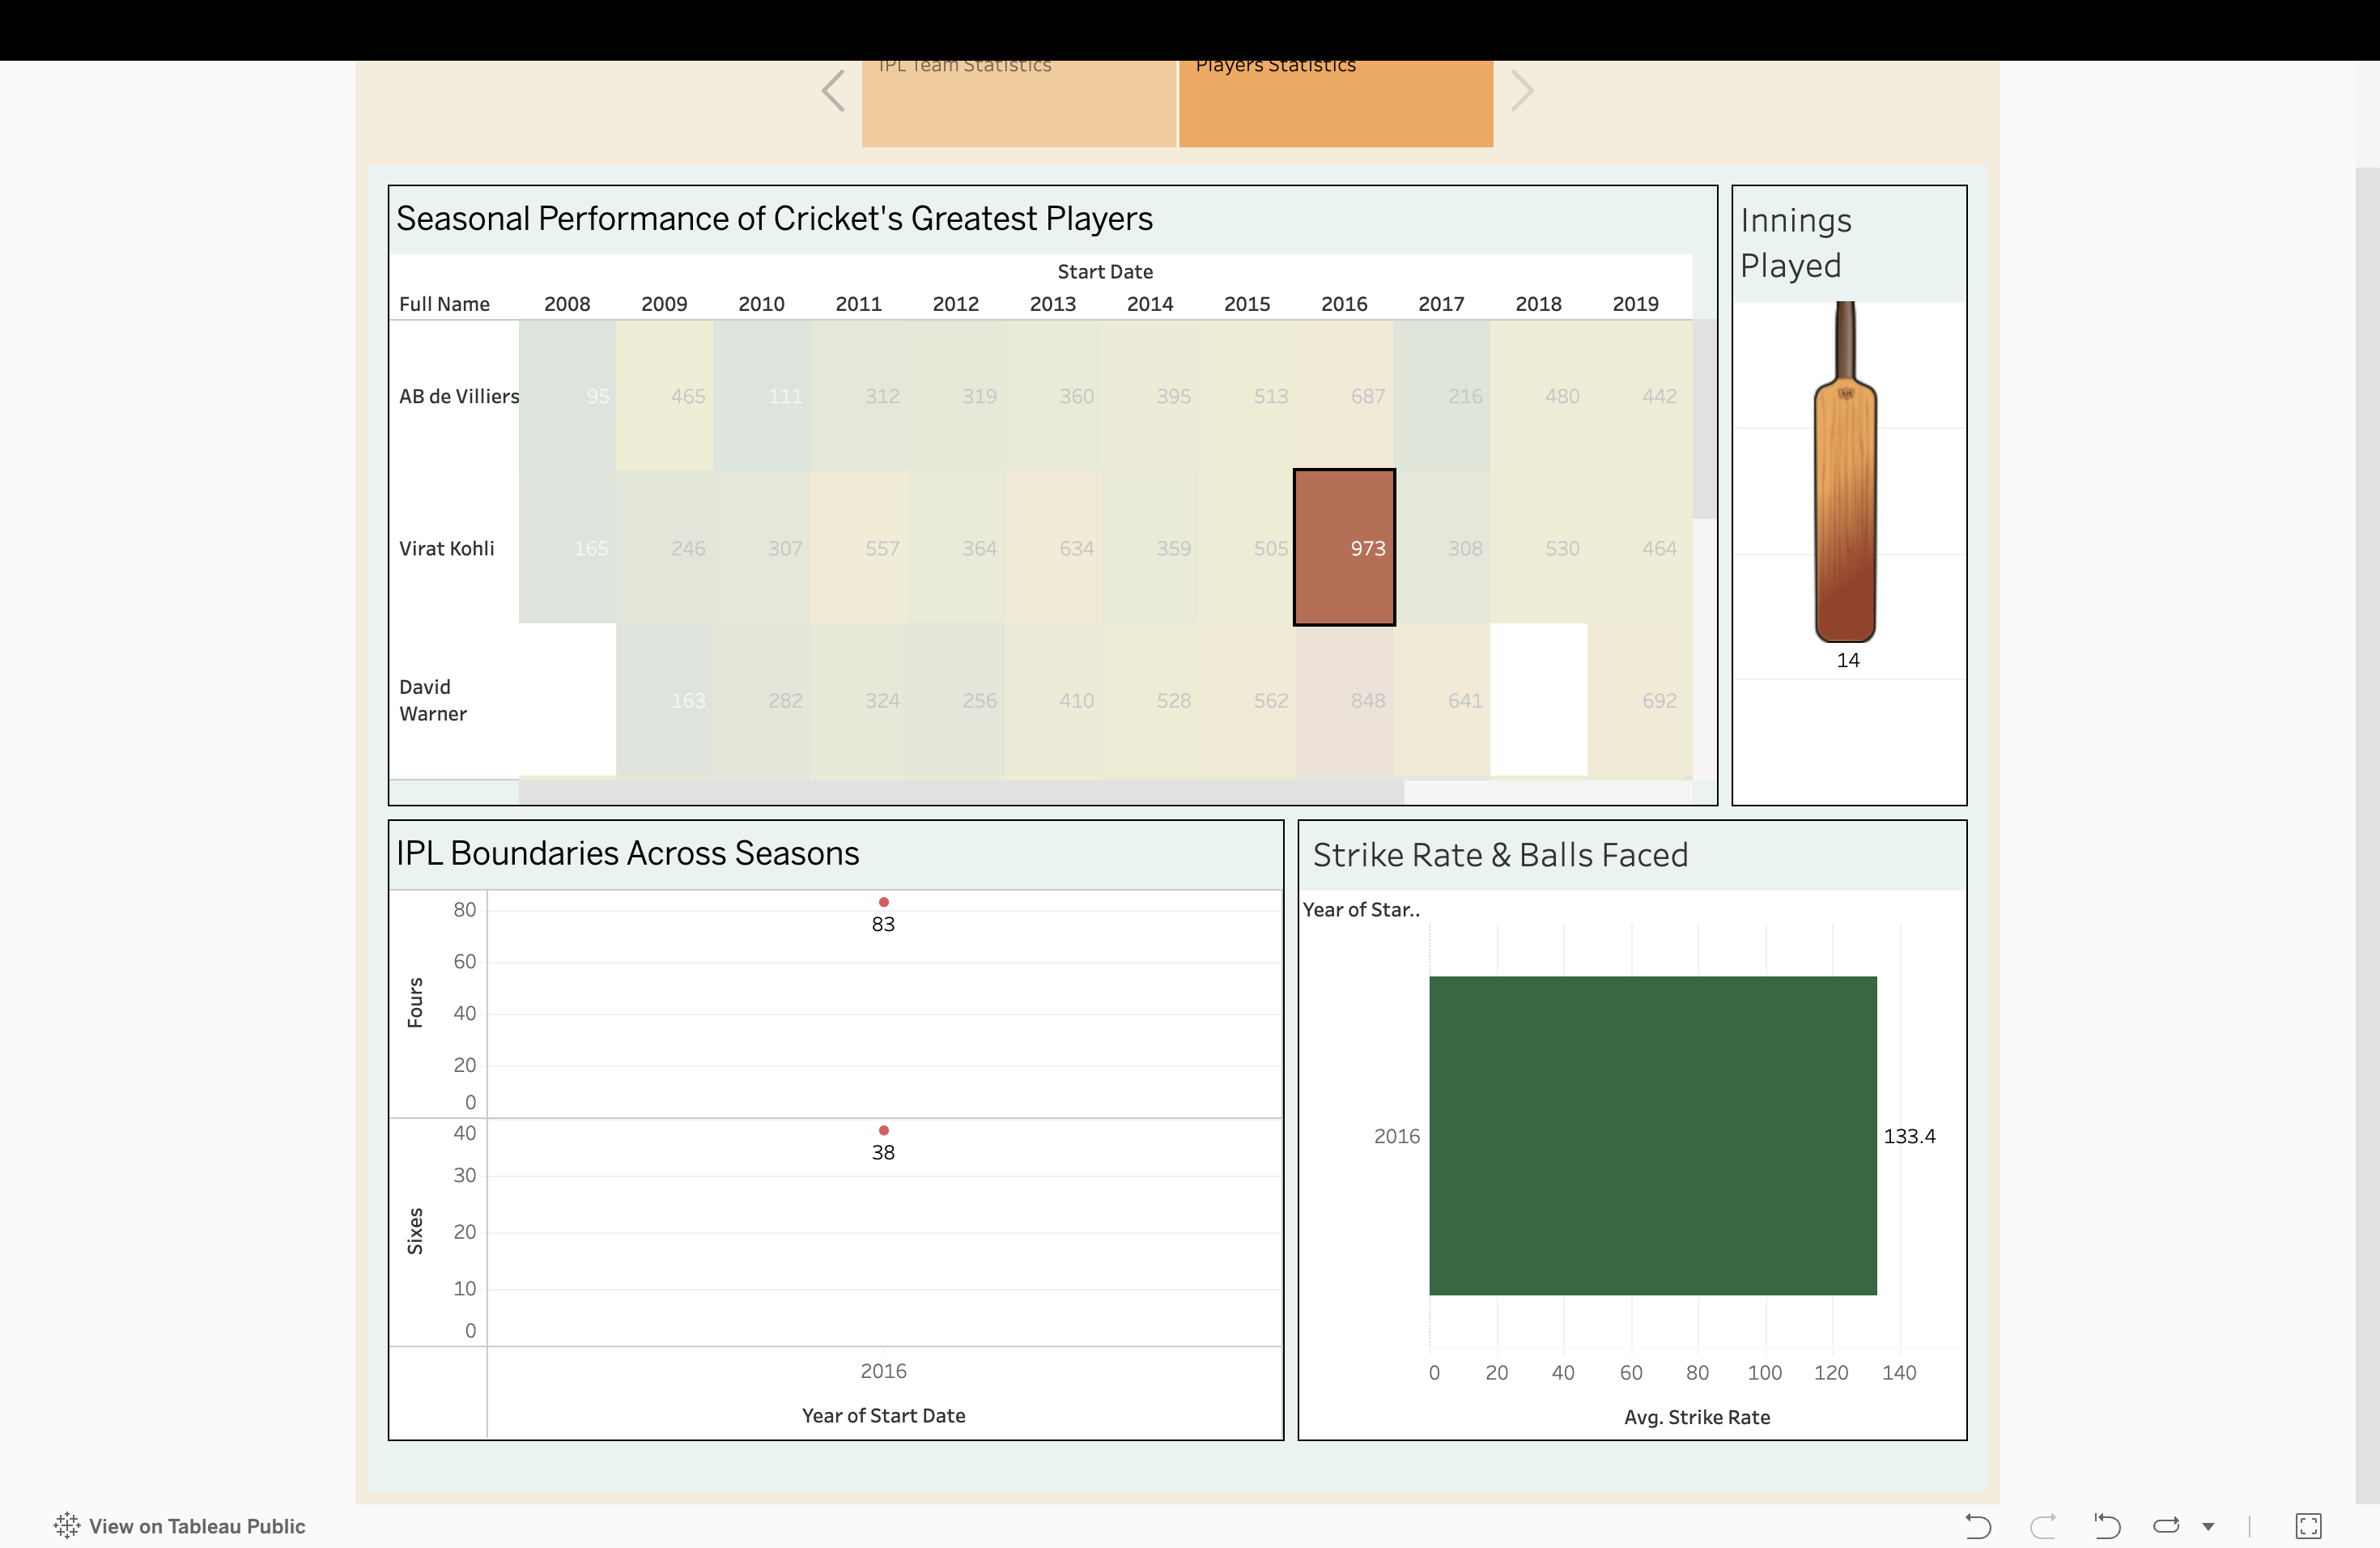 IPL Team Statistics
Players Statistics
Seasonal Performance of Cricket's Greatest Players
Start Date
Full Name 2008 2009 2010 2011 2012 2013 2014 2015 2016 2017 2018 2019
AB de Villiers 95 465 111 312 319 360 395 513 687 216 480 442
Virat Kohli 165 246 307 557 364 634 359 505 973 308 530 464
David
Warner
163 282 324 256 410 528 562 848 641 692
Innings
Played
14
IPL Boundaries Across Seasons
80
83
60
40
20
0
Fours
40
38
30
20
10
0
Sixes
2016
Year of Start Date
Strike Rate & Balls Faced
Year of Star..
2016
133.4
0 20 40 60 80 100 120 140
Avg. Strike Rate
View on Tableau Public